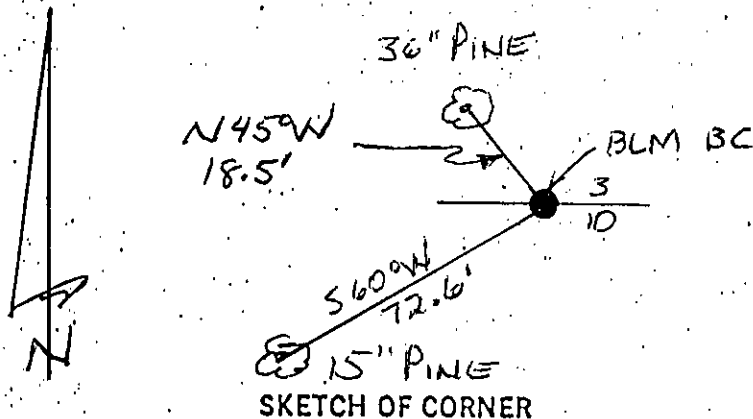 36" PINE
N45°W
18.5'
BLM BC
3
10
S60°W
72.6'
15" PINE
N
SKETCH OF CORNER